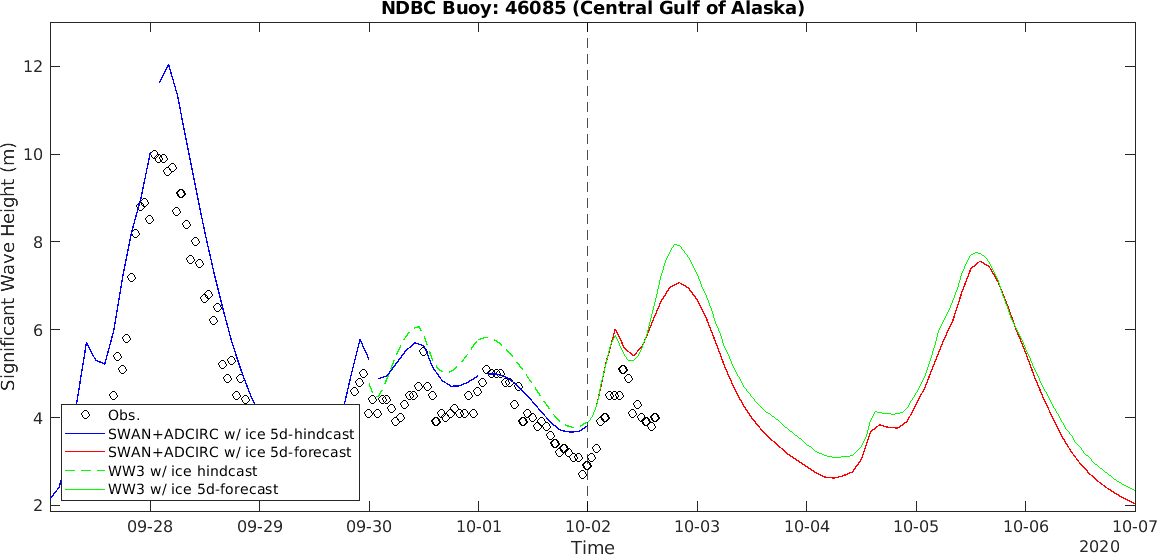 NDBC Buoy: 46085 (Central Gulf of Alaska)
Significant Wave Height (m)
12
10
8
6
4
2
Obs.
SWAN+ADCIRC w/ ice 5d-hindcast
SWAN+ADCIRC w/ ice 5d-forecast
WW3 w/ ice hindcast
WW3 w/ ice 5d-forecast
09-28 09-29 09-30 10-01 10-02 10-03 10-04 10-05 10-06 10-07
Time
2020